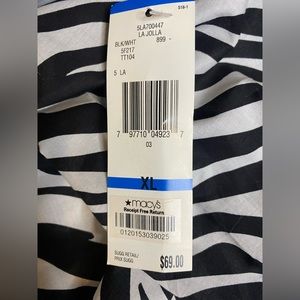 S18-1
5LA700447
LA JOLLA
BLK/WHT 899 -
5F217
TT104
5 LA
7 97710 04923 7
03
XL
★macy's
Receipt Free Return
0120153039025
SUGG RETAIL/
PRIX SUGG
$69.00